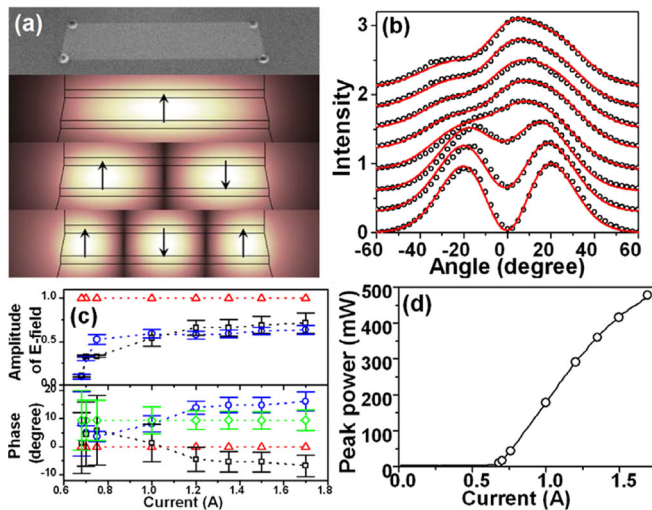 (a)
(b)
Intensity
3
2
1
0
-60 -40 -20 0 20 40 60
Angle (degree)
(c)
Amplitude
of E-field
1.0
0.5
0.0
Phase
(degree)
20
10
0
-10
0.6 0.8 1.0 1.2 1.4 1.6 1.8
Current (A)
(d)
Peak power (mW)
500
400
300
200
100
0
0.0 0.5 1.0 1.5
Current (A)